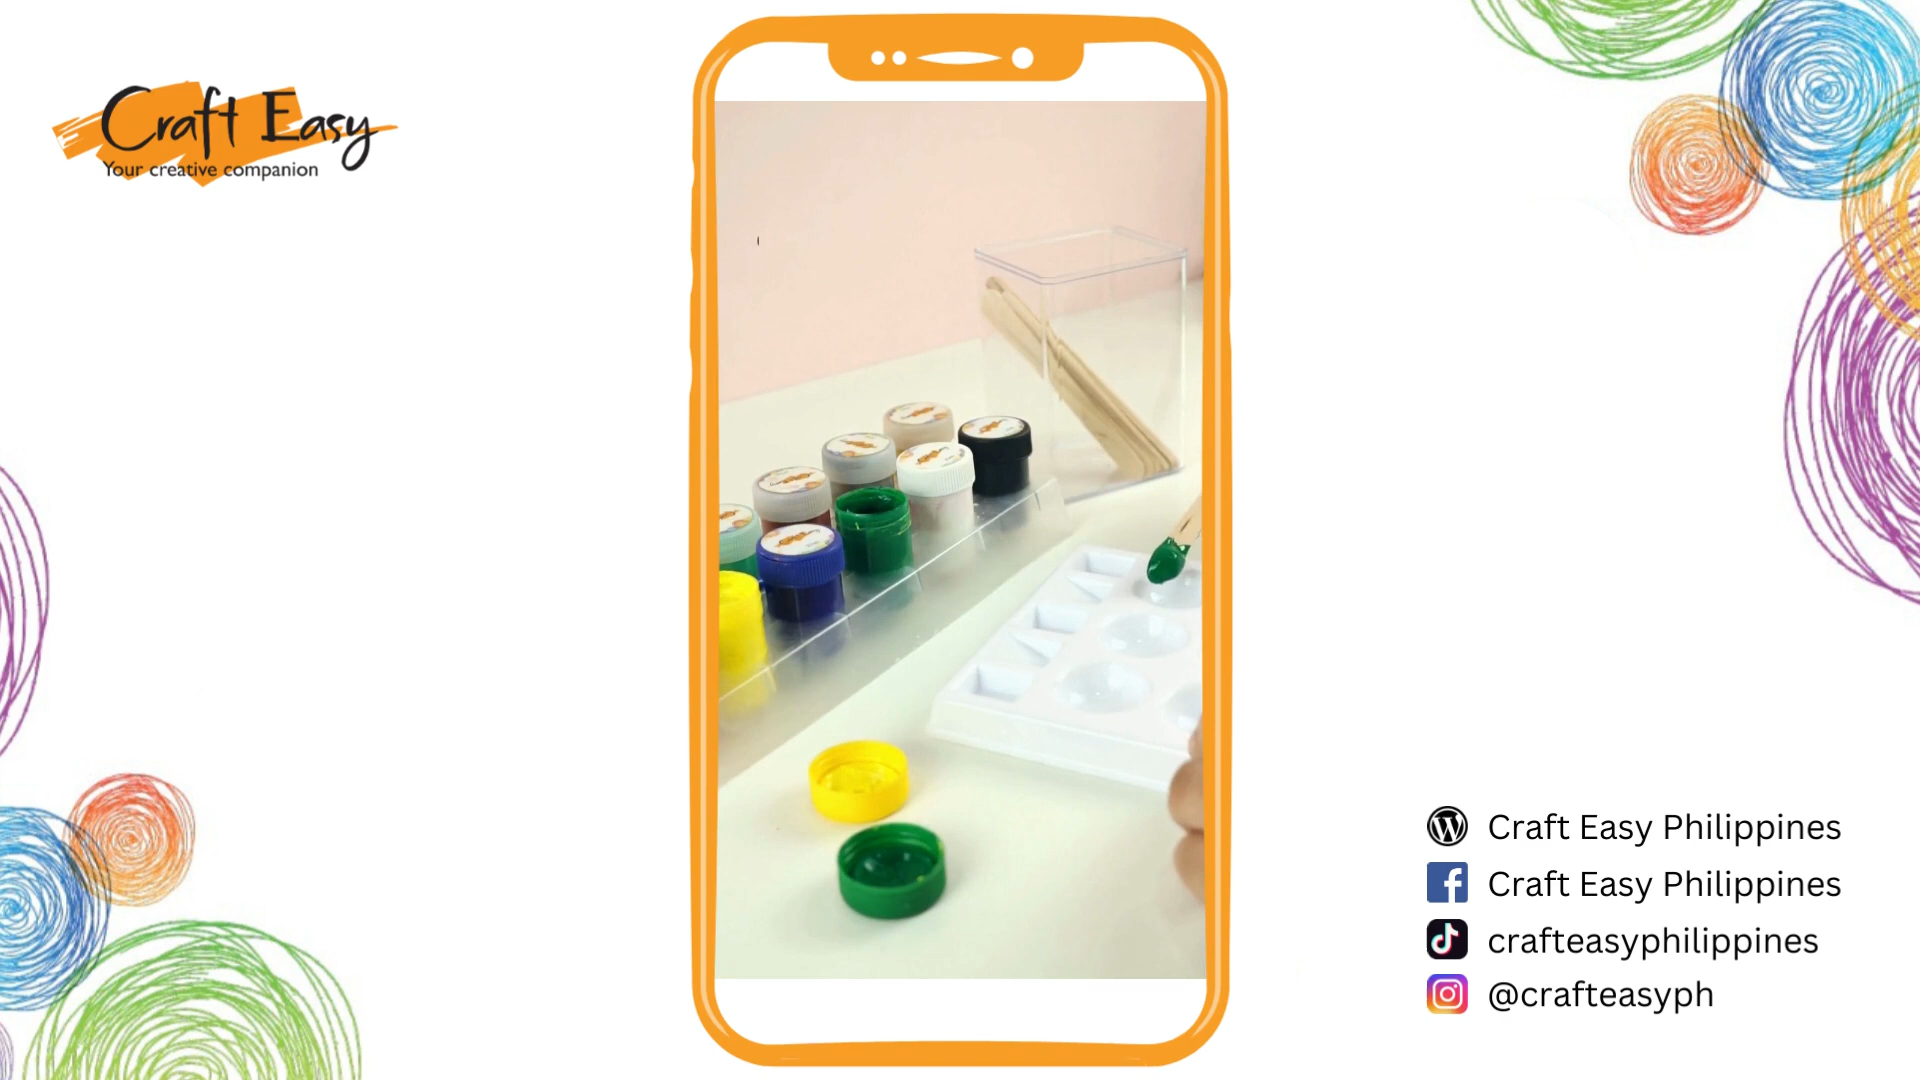 Craft Easy
Your creative companion
Craft Easy Philippines
Craft Easy Philippines
crafteasyphilippines
@crafteasyph